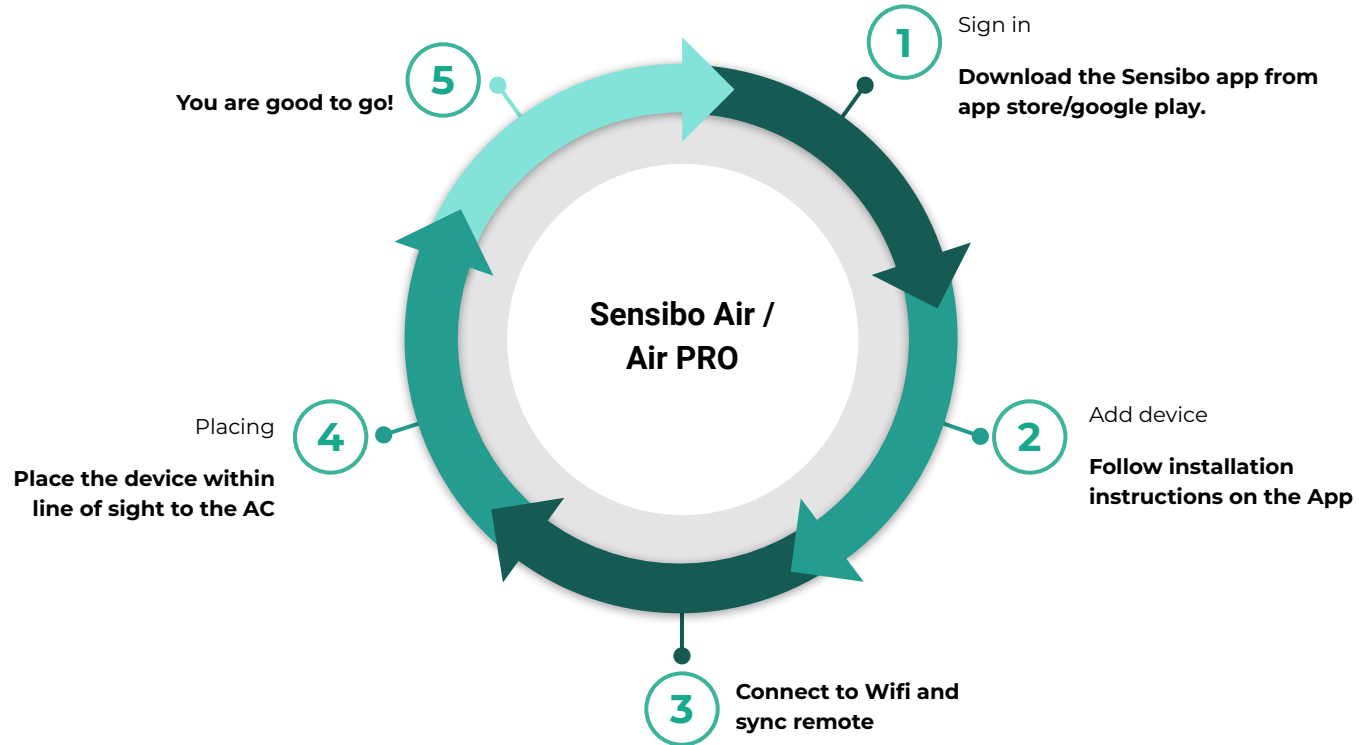 1
Sign in
Download the Sensibo app from
app store/google play.
2
Add device
Follow installation
instructions on the App
3
Connect to Wifi and
sync remote
4
Placing
Place the device within
line of sight to the AC
5
You are good to go!
Sensibo Air /
Air PRO